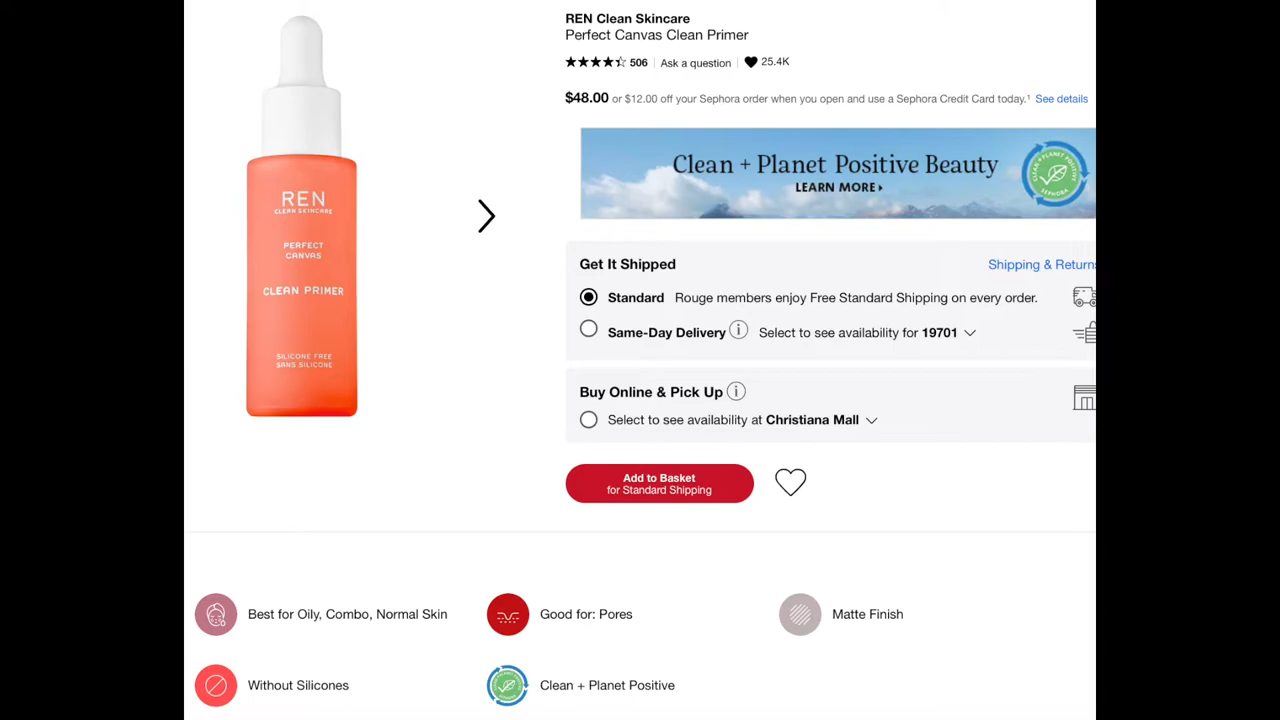 REN Clean Skincare
Perfect Canvas Clean Primer
506 Ask a question 25.4K
$48.00 or $12.00 off your Sephora order when you open and use a Sephora Credit Card today.¹ See details
Clean + Planet Positive Beauty
LEARN MORE
CLEAN + PLANET POSITIVE
SEPHORA
REN
CLEAN SKINCARE
PERFECT
CANVAS
CLEAN PRIMER
SILICONE FREE
SANS SILICONE
Get It Shipped Shipping & Returns
Standard Rouge members enjoy Free Standard Shipping on every order.
Same-Day Delivery Select to see availability for 19701
Buy Online & Pick Up
Select to see availability at Christiana Mall
Add to Basket
for Standard Shipping
Best for Oily, Combo, Normal Skin
Good for: Pores
Matte Finish
Without Silicones
Clean + Planet Positive